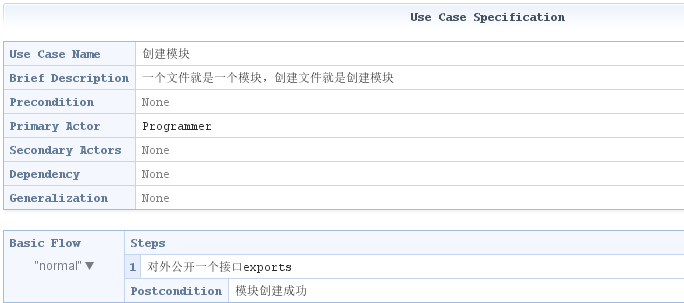 Use Case Specification
Use Case Name 创建模块
Brief Description 一个文件就是一个模块，创建文件就是创建模块
Precondition None
Primary Actor Programmer
Secondary Actors None
Dependency None
Generalization None
Basic Flow Steps
"normal" ▼ 1 对外公开一个接口exports
Postcondition 模块创建成功